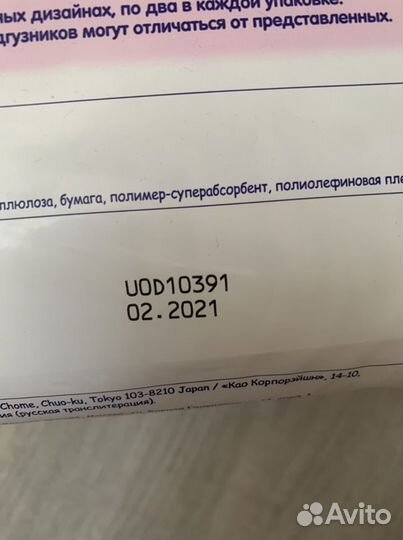 ных дизайнах, по два в каждой упаковке.
дгузников могут отличаться от представленных.
плюлоза, бумага, полимер-суперабсорбент, полиолефиновая пле
UOD10391
02.2021
Chome, Chuo-ku, Tokyo 103-8210 Japan / «Као Корпорэйшн», 14-10,
ия (русская транслитерация).
Avito